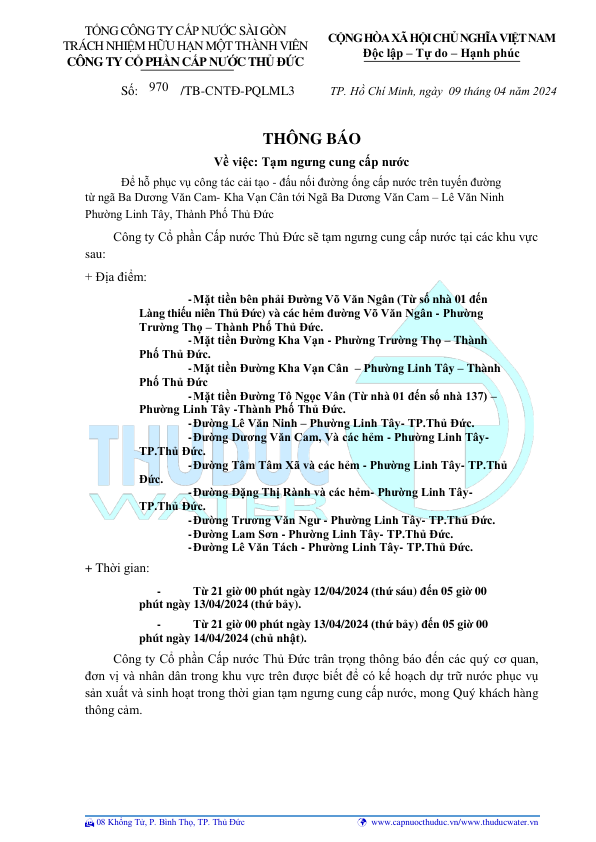 TỔNG CÔNG TY CẤP NƯỚC SÀI GÒN
TRÁCH NHIỆM HỮU HẠN MỘT THÀNH VIÊN
CÔNG TY CỔ PHẦN CẤP NƯỚC THỦ ĐỨC
CỘNG HÒA XÃ HỘI CHỦ NGHĨA VIỆT NAM
Độc lập – Tự do – Hạnh phúc
Số: 970 /TB-CNTĐ-PQLML3
TP. Hồ Chí Minh, ngày 09 tháng 04 năm 2024
THÔNG BÁO
Về việc: Tạm ngưng cung cấp nước
Để hỗ phục vụ công tác cải tạo - đấu nối đường ống cấp nước trên tuyến đường
từ ngã Ba Dương Văn Cam- Kha Vạn Cân tới Ngã Ba Dương Văn Cam – Lê Văn Ninh
Phường Linh Tây, Thành Phố Thủ Đức
Công ty Cổ phần Cấp nước Thủ Đức sẽ tạm ngưng cung cấp nước tại các khu vực
sau:
+ Địa điểm:
-Mặt tiền bên phải Đường Võ Văn Ngân (Từ số nhà 01 đến
Làng thiếu niên Thủ Đức) và các hẻm đường Võ Văn Ngân - Phường
Trường Thọ – Thành Phố Thủ Đức.
-Mặt tiền Đường Kha Vạn - Phường Trường Thọ – Thành
Phố Thủ Đức.
-Mặt tiền Đường Kha Vạn Cân – Phường Linh Tây – Thành
Phố Thủ Đức
-Mặt tiền Đường Tô Ngọc Vân (Từ nhà 01 đến số nhà 137) –
Phường Linh Tây -Thành Phố Thủ Đức.
-Đường Lê Văn Ninh – Phường Linh Tây- TP.Thủ Đức.
-Đường Dương Văn Cam, Và các hẻm - Phường Linh Tây-
TP.Thủ Đức.
-Đường Tâm Tâm Xã và các hẻm - Phường Linh Tây- TP.Thủ
Đức.
-Đường Đặng Thị Rành và các hẻm- Phường Linh Tây-
TP.Thủ Đức.
-Đường Trương Văn Ngư - Phường Linh Tây- TP.Thủ Đức.
-Đường Lam Sơn - Phường Linh Tây- TP.Thủ Đức.
-Đường Lê Văn Tách - Phường Linh Tây- TP.Thủ Đức.
THUDUC
WATER
+ Thời gian:
- Từ 21 giờ 00 phút ngày 12/04/2024 (thứ sáu) đến 05 giờ 00
phút ngày 13/04/2024 (thứ bảy).
- Từ 21 giờ 00 phút ngày 13/04/2024 (thứ bảy) đến 05 giờ 00
phút ngày 14/04/2024 (chủ nhật).
Công ty Cổ phần Cấp nước Thủ Đức trân trọng thông báo đến các quý cơ quan,
đơn vị và nhân dân trong khu vực trên được biết để có kế hoạch dự trữ nước phục vụ
sản xuất và sinh hoạt trong thời gian tạm ngưng cung cấp nước, mong Quý khách hàng
thông cảm.
08 Khổng Tử, P. Bình Thọ, TP. Thủ Đức
www.capnuocthuduc.vn/www.thuducwater.vn